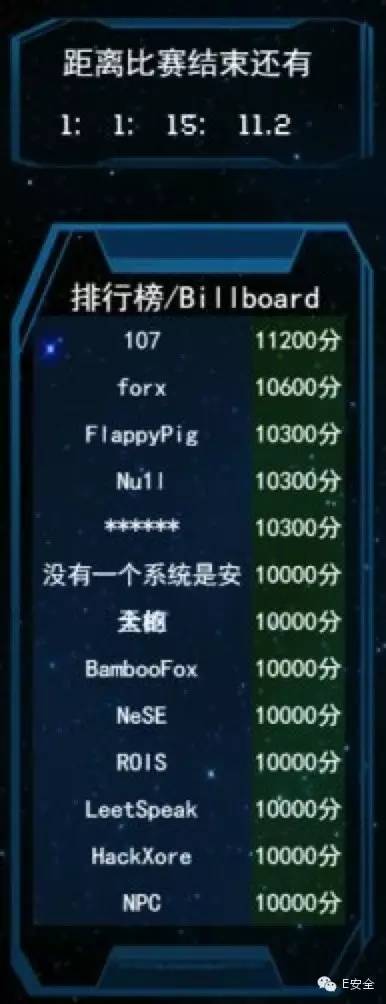 距离比赛结束还有
1: 1: 15: 11.2
排行榜/Billboard
107 11200分
forx 10600分
FlappyPig 10300分
Nu1l 10300分
****** 10300分
没有一个系统是安 10000分
10000分
BambooFox 10000分
NeSE 10000分
ROIS 10000分
LeetSpeak 10000分
HackXore 10000分
NPC 10000分
E安全